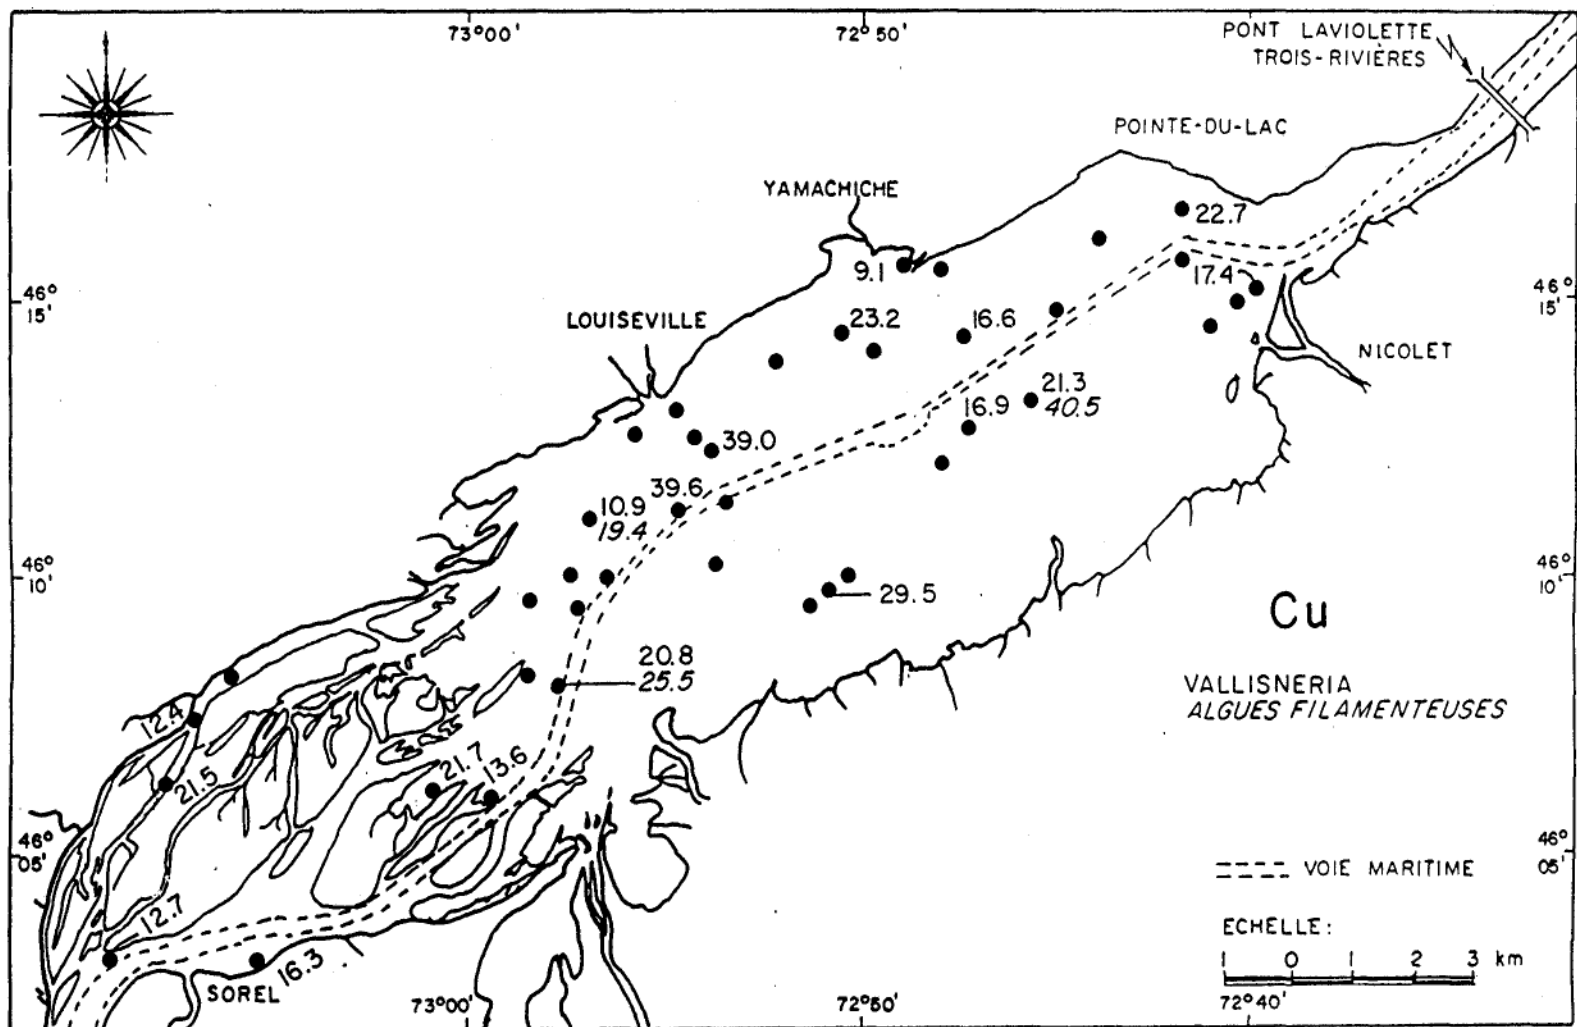 73°00'
72°50'
PONT LAVIOLETTE
TROIS-RIVIÈRES
POINTE-DU-LAC
YAMACHICHE
22.7
9.1
17.4
46°
15'
46°
15'
LOUISEVILLE
23.2
16.6
NICOLET
21.3
40.5
16.9
39.0
39.6
10.9
19.4
46°
10'
46°
10'
29.5
Cu
20.8
25.5
VALLISNERIA
ALGUES FILAMENTEUSES
12.4
21.5
21.7
13.6
46°
05'
46°
05'
VOIE MARITIME
12.7
ECHELLE:
1 0 1 2 3 km
16.3
SOREL
73°00'
72°50'
72°40'